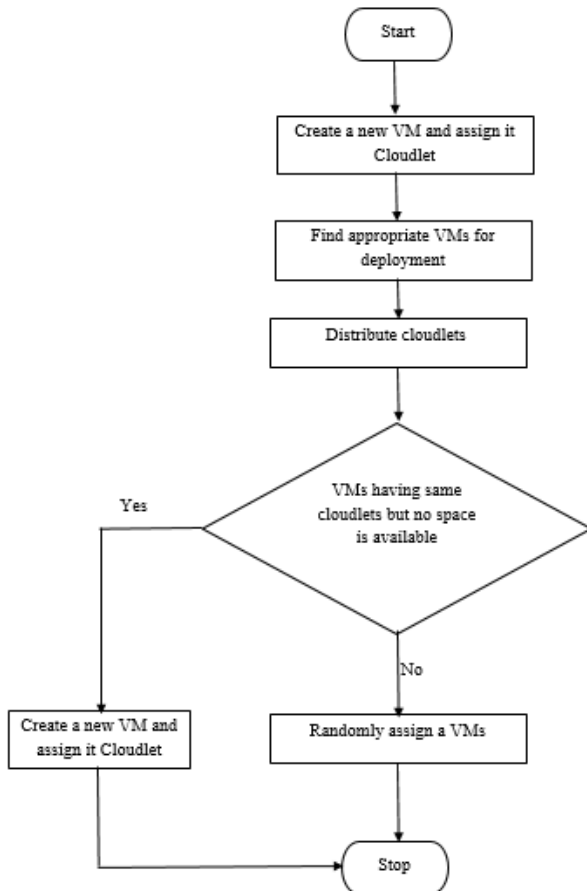 Start
Create a new VM and assign it
Cloudlet
Find appropriate VMs for
deployment
Distribute cloudlets
VMs having same
cloudlets but no space
is available
Yes
No
Create a new VM and
assign it Cloudlet
Randomly assign a VMs
Stop